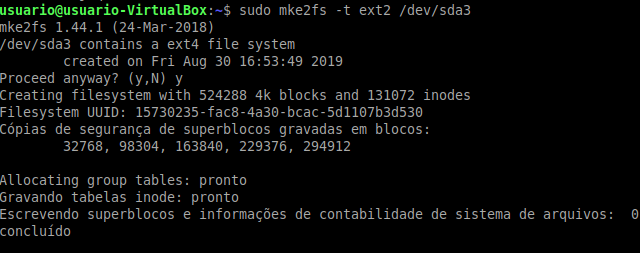 usuario@usuario-VirtualBox:~$ sudo mke2fs -t ext2 /dev/sda3
mke2fs 1.44.1 (24-Mar-2018)
/dev/sda3 contains a ext4 file system
created on Fri Aug 30 16:53:49 2019
Proceed anyway? (y,N) y
Creating filesystem with 524288 4k blocks and 131072 inodes
Filesystem UUID: 15730235-fac8-4a30-bcac-5d1107b3d530
Cópias de segurança de superblocos gravadas em blocos:
32768, 98304, 163840, 229376, 294912
Allocating group tables: pronto
Gravando tabelas inode: pronto
Escrevendo superblocos e informações de contabilidade de sistema de arquivos:  0
concluído